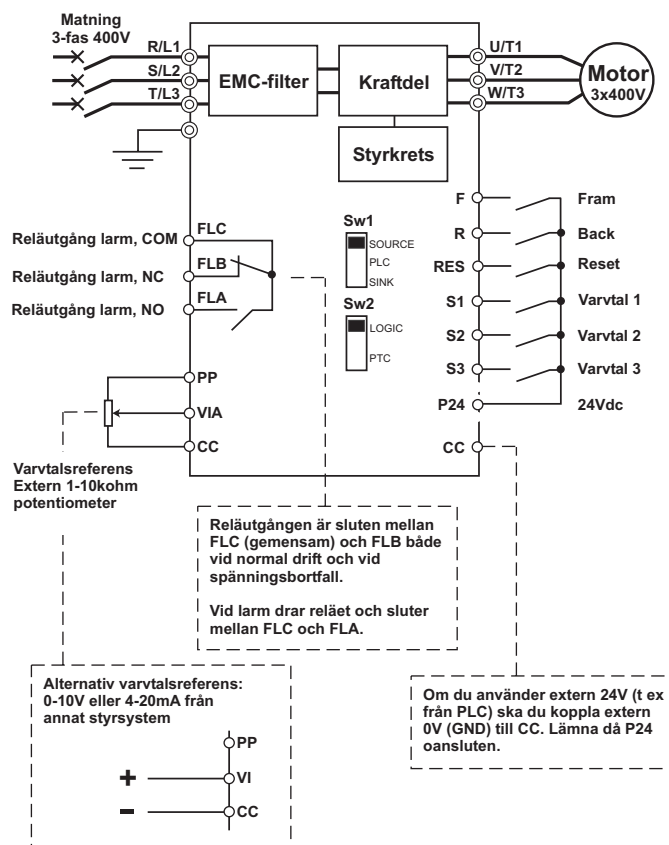 Matning
3-fas 400V
R/L1
S/L2
T/L3
EMC-filter
Kraftdel
Styrkrets
U/T1
V/T2
W/T3
Motor
3x400V
Reläutgång larm, COM
FLC
Reläutgång larm, NC
FLB
Reläutgång larm, NO
FLA
Sw1
SOURCE
PLC
SINK
Sw2
LOGIC
PTC
F
Fram
R
Back
RES
Reset
S1
Varvtal 1
S2
Varvtal 2
S3
Varvtal 3
P24
24Vdc
CC
PP
VIA
CC
Varvtalsreferens
Extern 1-10kohm
potentiometer
Reläutgången är sluten mellan
FLC (gemensam) och FLB både
vid normal drift och vid
spänningsbortfall.
Vid larm drar reläet och sluter
mellan FLC och FLA.
Alternativ varvtalsreferens:
0-10V eller 4-20mA från
annat styrsystem
PP
+ VI
- CC
Om du använder extern 24V (t ex
från PLC) ska du koppla extern
0V (GND) till CC. Lämna då P24
oansluten.